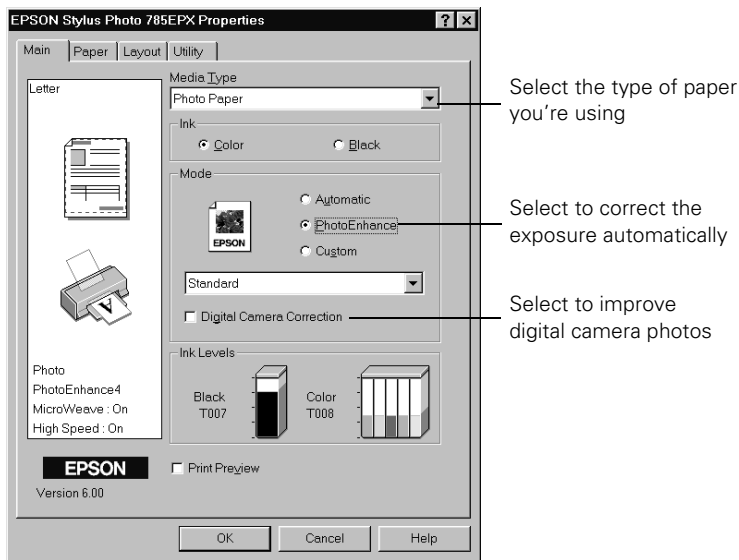 EPSON Stylus Photo 785EPX Properties
Main Paper Layout Utility
Letter
Media Type
Photo Paper
Select the type of paper
you're using
Ink
Color Black
Mode
Automatic
PhotoEnhance
Custom
EPSON
Select to correct the
exposure automatically
A
Standard
Digital Camera Correction
Select to improve
digital camera photos
Photo
PhotoEnhance4
MicroWeave : On
High Speed : On
Ink Levels
Black
T007
Color
T008
EPSON
Version 6.00
Print Preview
OK Cancel Help